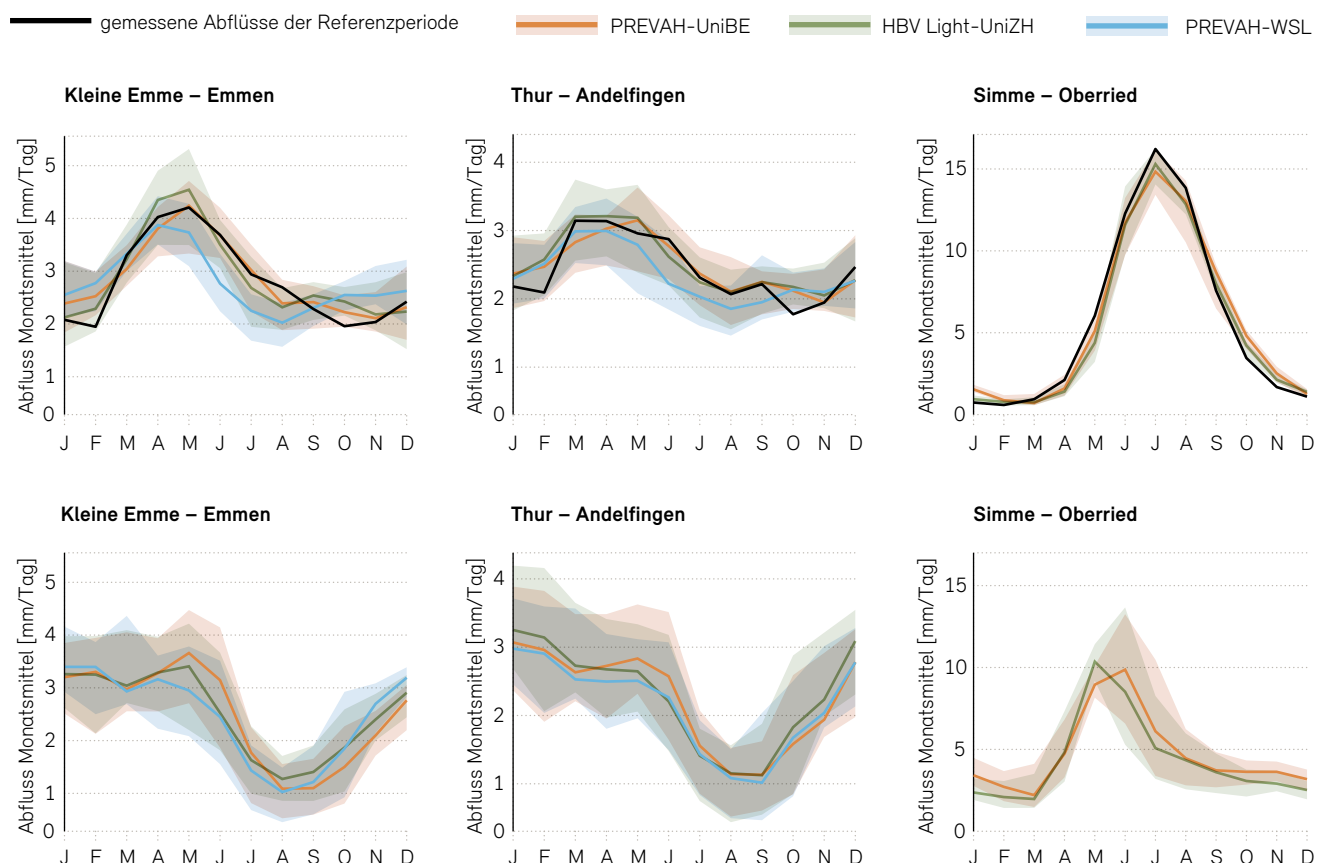 gemessene Abflüsse der Referenzperiode PREVAH-UniBE HBV Light-UniZH PREVAH-WSL
Kleine Emme – Emmen
Abfluss Monatsmittel [mm/Tag]
5
4
3
2
1
0
J F M A M J J A S O N D
Thur – Andelfingen
Abfluss Monatsmittel [mm/Tag]
4
3
2
1
0
J F M A M J J A S O N D
Simme – Oberried
Abfluss Monatsmittel [mm/Tag]
15
10
5
0
J F M A M J J A S O N D
Kleine Emme – Emmen
Abfluss Monatsmittel [mm/Tag]
5
4
3
2
1
0
J F M A M J J A S O N D
Thur – Andelfingen
Abfluss Monatsmittel [mm/Tag]
4
3
2
1
0
J F M A M J J A S O N D
Simme – Oberried
Abfluss Monatsmittel [mm/Tag]
15
10
5
0
J F M A M J J A S O N D